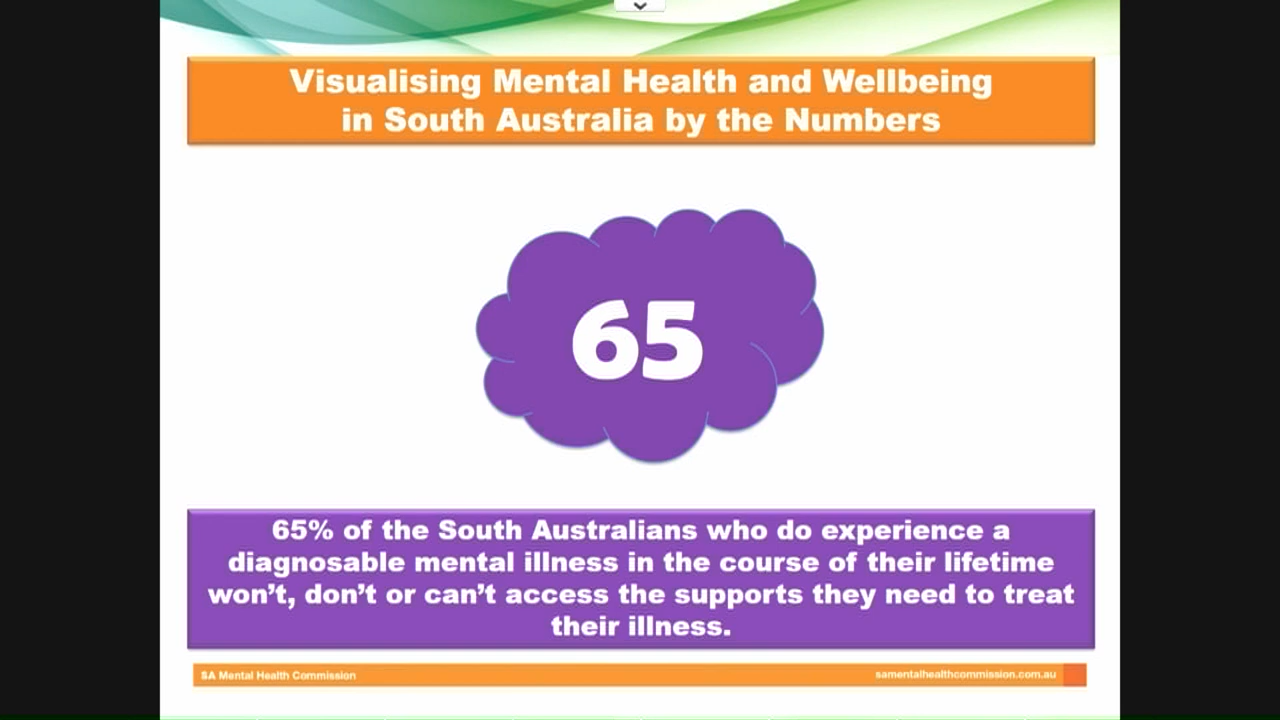 Visualising Mental Health and Wellbeing
in South Australia by the Numbers
65
65% of the South Australians who do experience a
diagnosable mental illness in the course of their lifetime
won't, don't or can't access the supports they need to treat
their illness.
SA Mental Health Commission
samentalhealthcommission.com.au